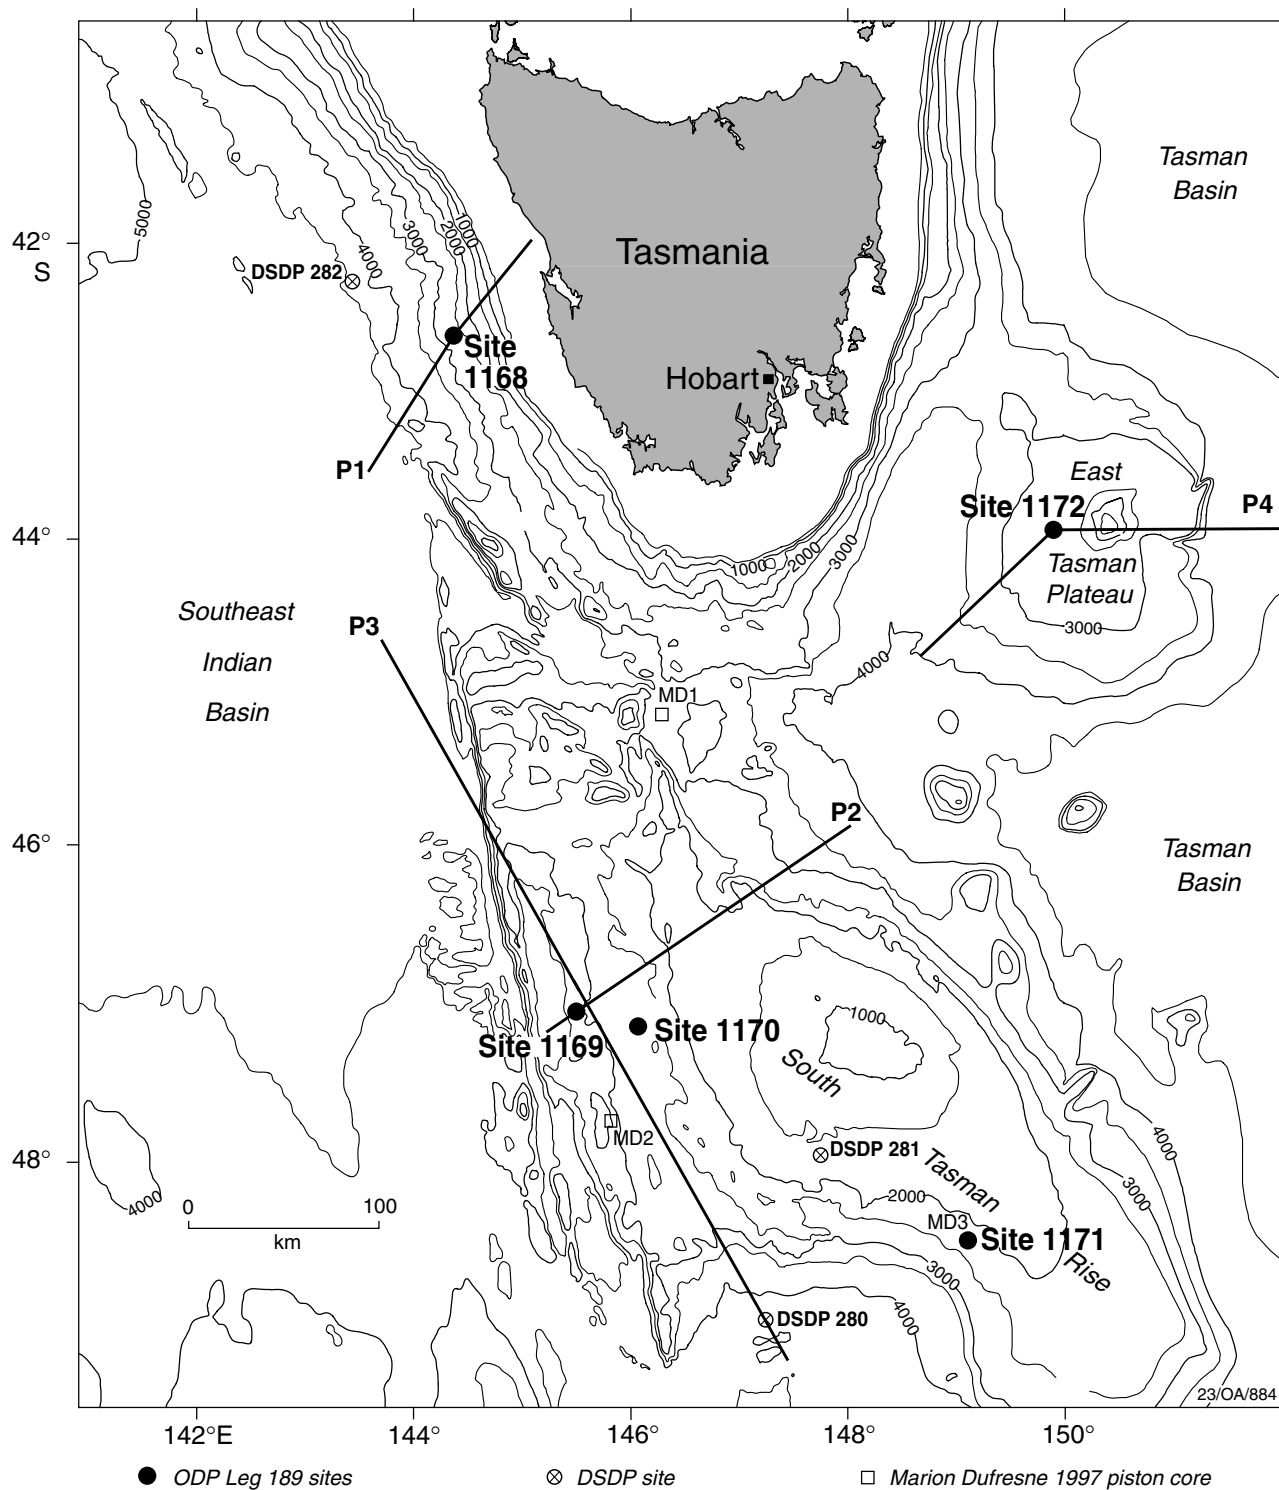 Tasman
Basin
5000
1000
2000
3000
4000
42°
S
Tasmania
DSDP 282
Site
1168
Hobart
P1
East
Site 1172
P4
44°
1000
2000
3000
Tasman
Plateau
3000
Southeast
Indian
Basin
P3
4000
MD1
P2
46°
Tasman
Basin
1000
Site 1169
Site 1170
South
MD2
DSDP 281
4000
48°
Tasman
4000
0
100
km
2000
3000
MD3
Site 1171
Rise
3000
4000
DSDP 280
23/OA/884
142°E
144°
146°
148°
150°
ODP Leg 189 sites
DSDP site
Marion Dufresne 1997 piston core